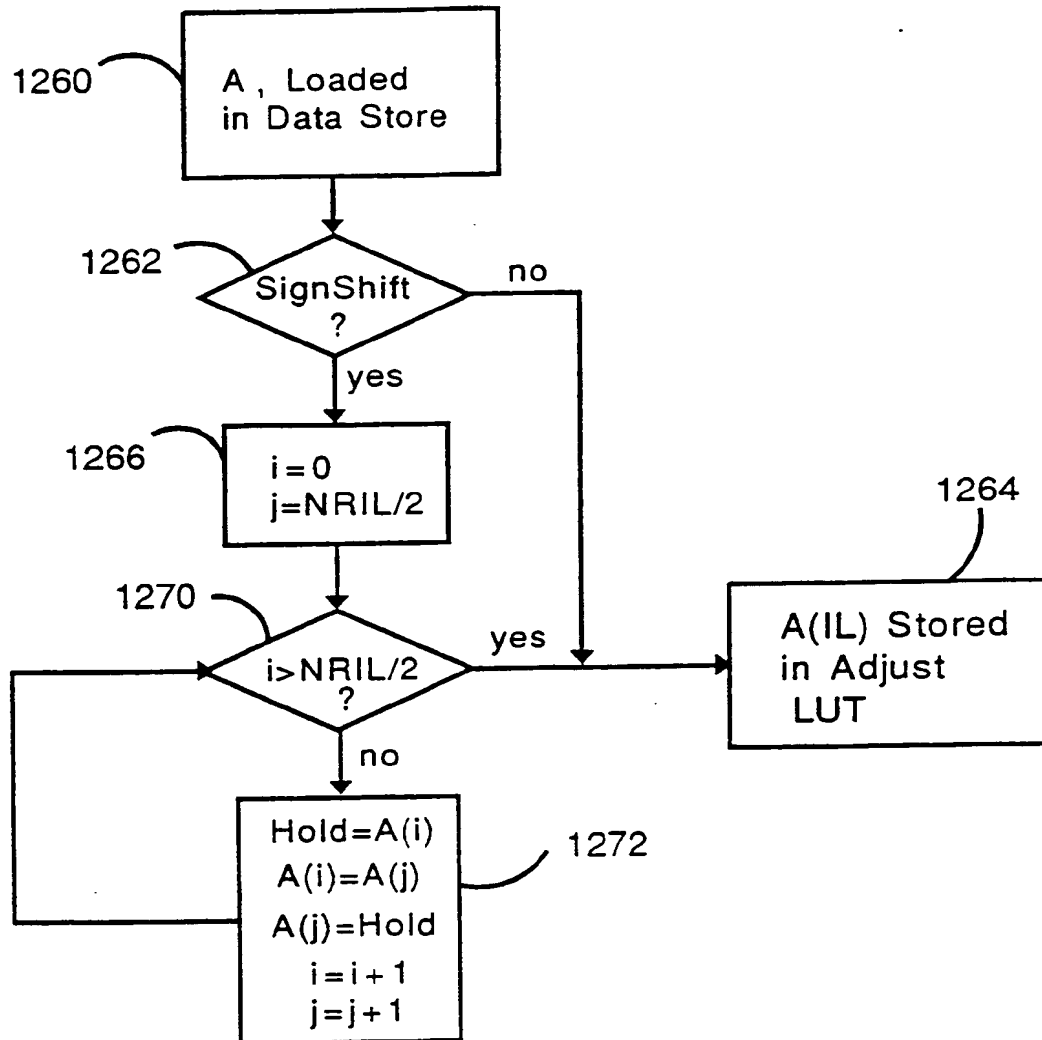 1260
A , Loaded
in Data Store
1262
SignShift
?
no
yes
1266
i=0
j=NRIL/2
1264
A(IL) Stored
in Adjust
LUT
1270
i>NRIL/2
?
yes
no
Hold=A(i)
A(i)=A(j)
A(j)=Hold
i=i+1
j=j+1
1272